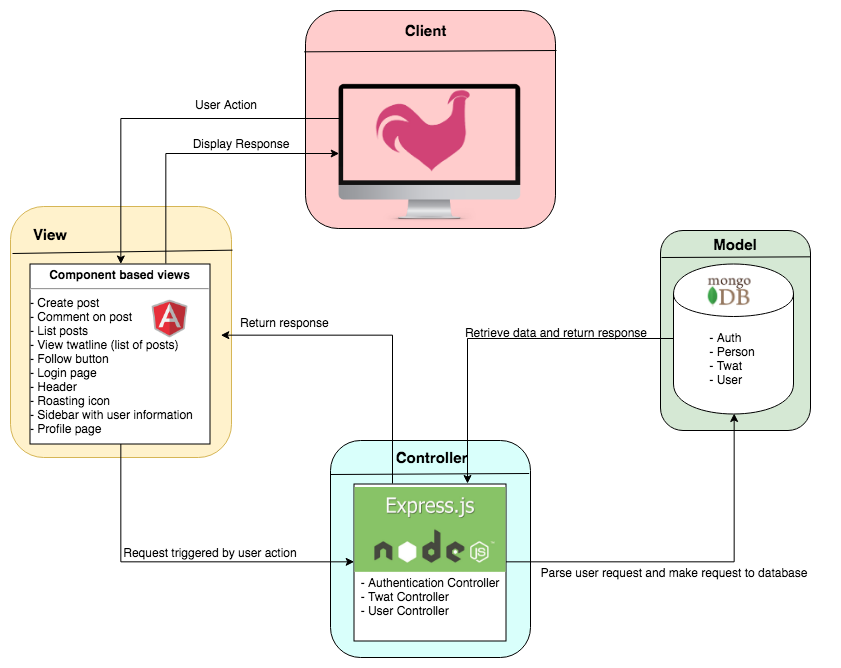 Client
User Action
Display Response
View
Component based views
- Create post
- Comment on post
- List posts
- View twatline (list of posts)
- Follow button
- Login page
- Header
- Roasting icon
- Sidebar with user information
- Profile page
A
Model
mongo
DB
- Auth
- Person
- Twat
- User
Return response
Retrieve data and return response
Controller
Express.js
node
JS
™
- Authentication Controller
- Twat Controller
- User Controller
Request triggered by user action
Parse user request and make request to database